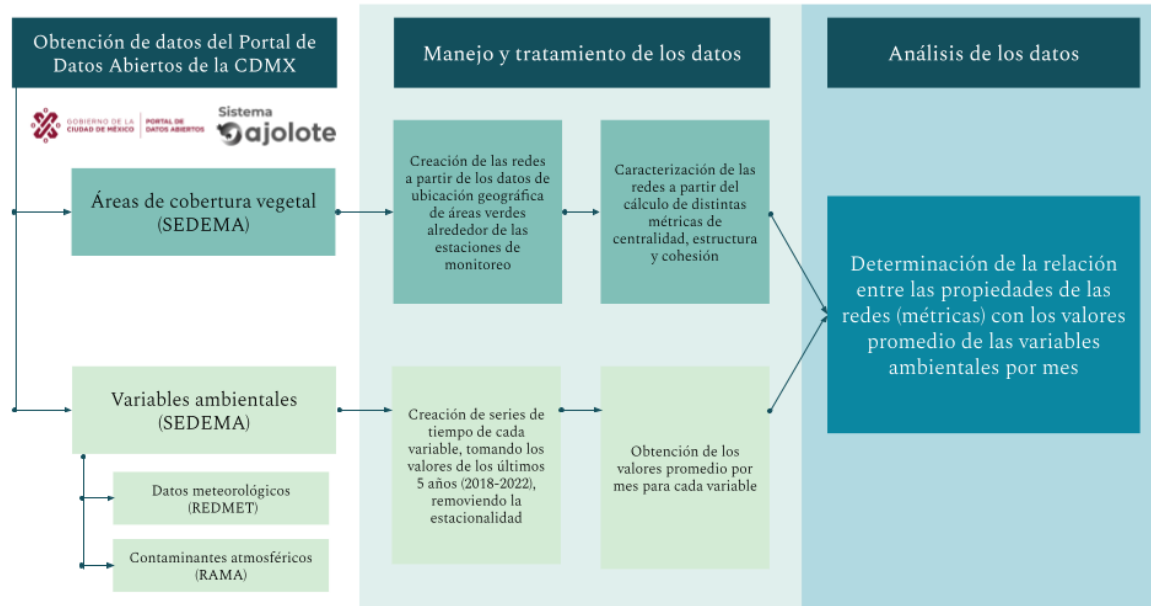 Obtención de datos del Portal de
Datos Abiertos de la CDMX
GOBIERNO DE LA
CIUDAD DE MÉXICO
PORTAL DE
DATOS ABIERTOS
Sistema
ajolote
Áreas de cobertura vegetal
(SEDEMA)
Variables ambientales
(SEDEMA)
Datos meteorológicos
(REDMET)
Contaminantes atmosféricos
(RAMA)
Manejo y tratamiento de los datos
Creación de las redes
a partir de los datos de
ubicación geográfica
de áreas verdes
alrededor de las
estaciones de
monitoreo
Caracterización de las
redes a partir del
cálculo de distintas
métricas de
centralidad, estructura
y cohesión
Creación de series de
tiempo de cada
variable, tomando los
valores de los últimos
5 años (2018-2022),
removiendo la
estacionalidad
Obtención de los
valores promedio por
mes para cada variable
Análisis de los datos
Determinación de la relación
entre las propiedades de las
redes (métricas) con los valores
promedio de las variables
ambientales por mes